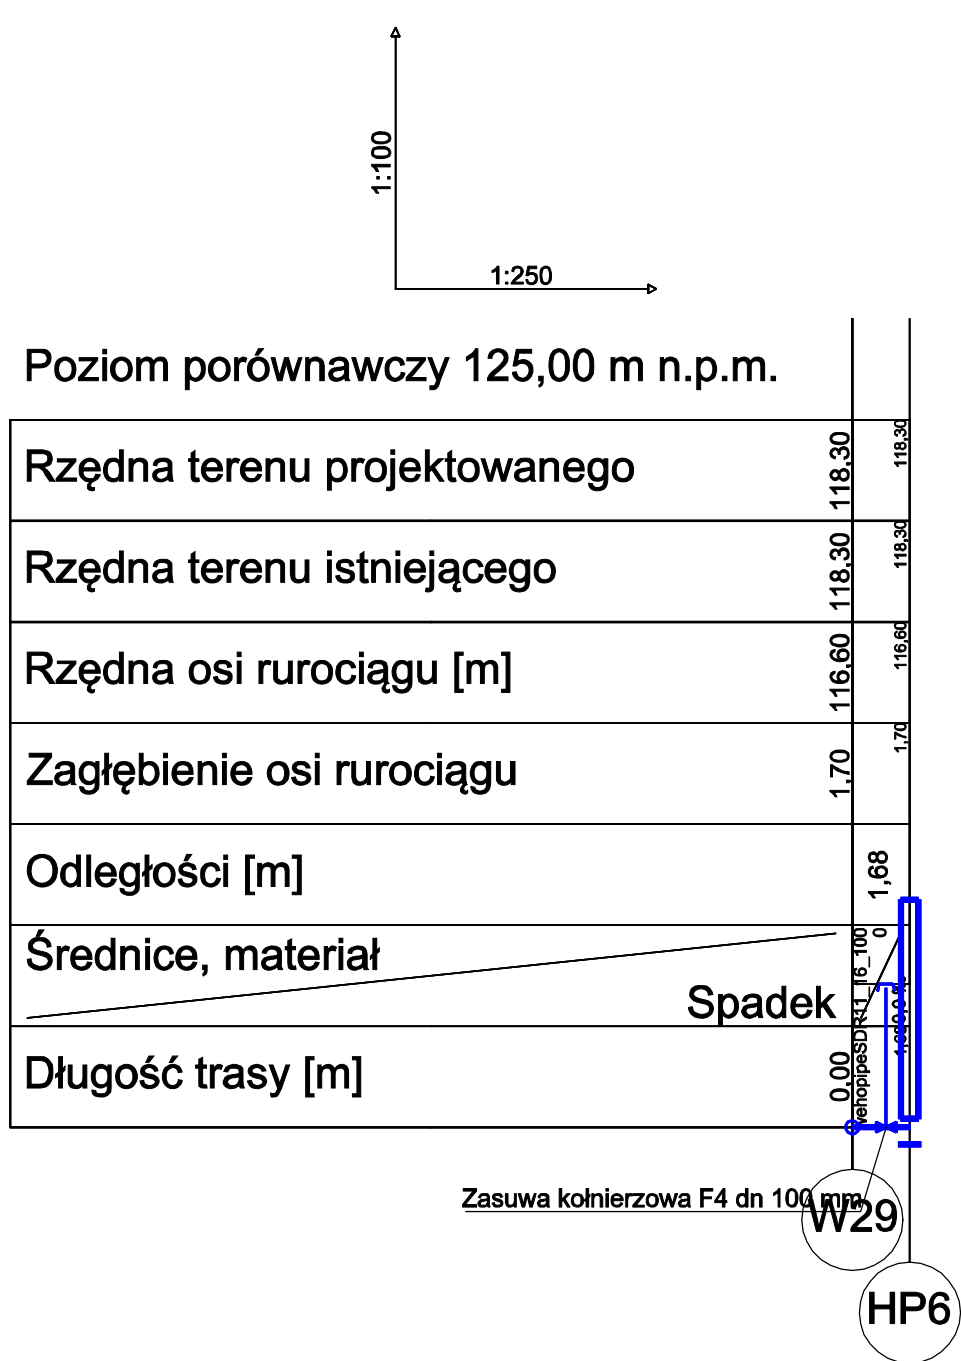 1:100
1:250
Poziom porównawczy 125,00 m n.p.m.
Rzędna terenu projektowanego 118,30 118,30
Rzędna terenu istniejącego 118,30 118,30
Rzędna osi rurociągu [m] 116,60 116,60
Zagłębienie osi rurociągu 1,70 1,70
Odległości [m] 1,68
Średnice, materiał
Spadek
wehopipeSDR11_16_100
0
Długość trasy [m] 0,00
Zasuwa kołnierzowa F4 dn 100 mm
W29
HP6